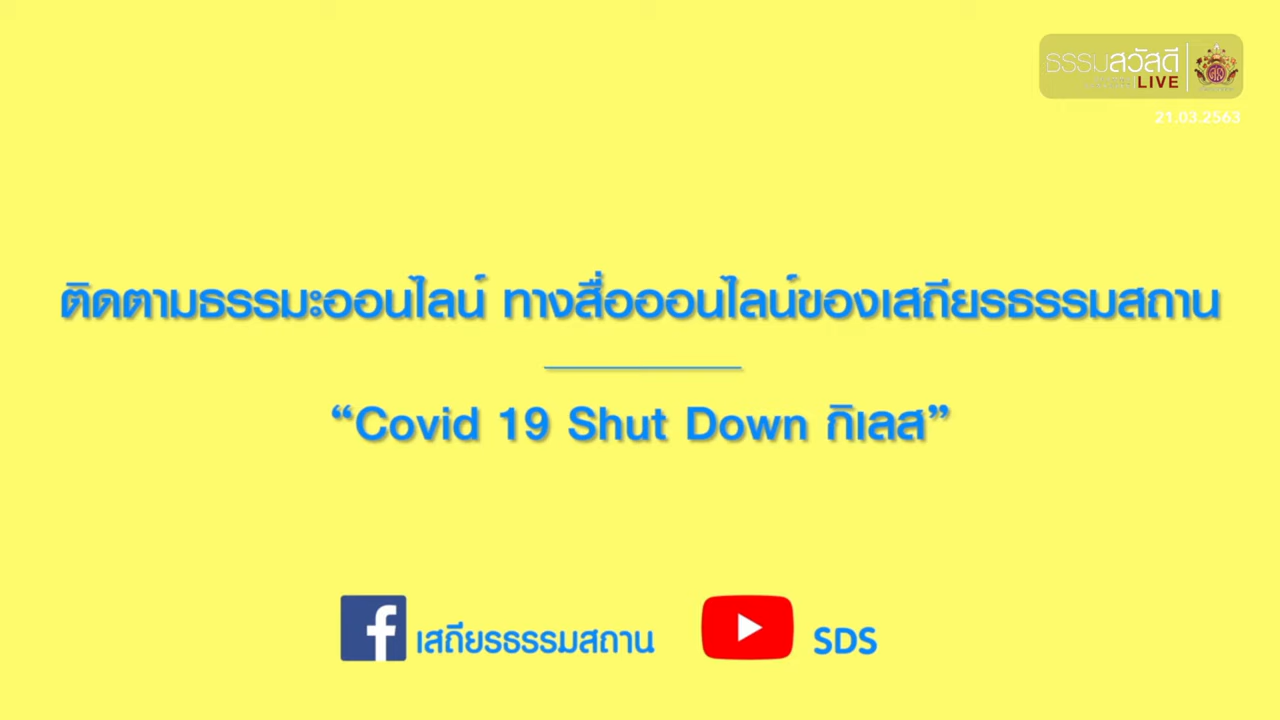 ธรรมสวัสดี
LIVE
21.03.2563
ติดตามธรรมะออนไลน์ ทางสื่อออนไลน์ของเสถียรธรรมสถาน
“Covid 19 Shut Down กิเลส”
เสถียรธรรมสถาน SDS